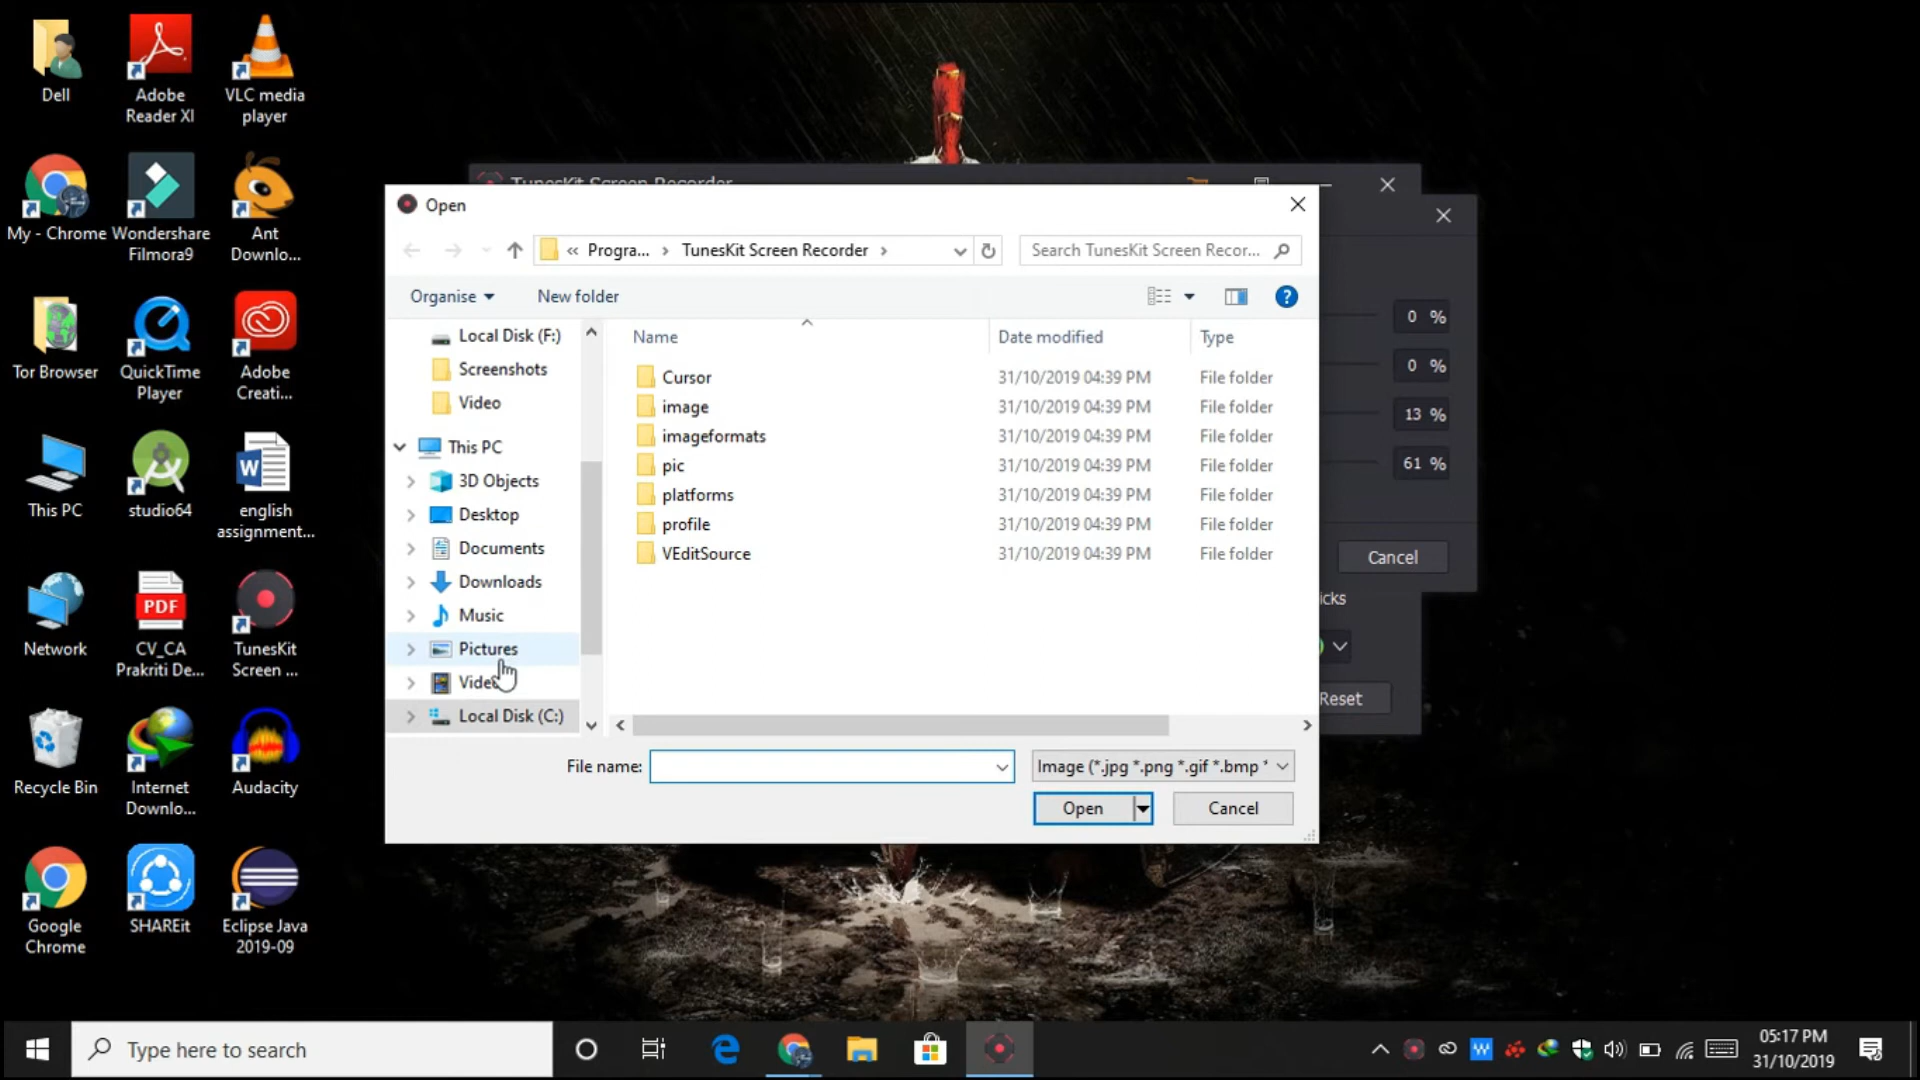 Dell
Adobe
Reader XI
VLC media
player
My - Chrome
Wondershare
Filmora9
Ant
Downlo...
Tor Browser
QuickTime
Player
Adobe
Creati...
This PC
studio64
english
assignment...
Network
PDF
CV_CA
Prakriti De...
TunesKit
Screen ...
Recycle Bin
Internet
Downlo...
Audacity
Google
Chrome
SHAREit
Eclipse Java
2019-09
TunesKit Screen Recorder
Open
« Progra... › TunesKit Screen Recorder ›
Search TunesKit Screen Recor...
Organise
New folder
Local Disk (F:)
Screenshots
Video
This PC
3D Objects
Desktop
Documents
Downloads
Music
Pictures
Local Disk (C:)
Name Date modified Type
Cursor 31/10/2019 04:39 PM File folder
image 31/10/2019 04:39 PM File folder
imageformats 31/10/2019 04:39 PM File folder
pic 31/10/2019 04:39 PM File folder
platforms 31/10/2019 04:39 PM File folder
profile 31/10/2019 04:39 PM File folder
VEditSource 31/10/2019 04:39 PM File folder
File name:
Image (*.jpg *.png *.gif *.bmp *
Open
Cancel
0 %
0 %
13 %
61 %
Cancel
icks
Reset
Type here to search
05:17 PM
31/10/2019